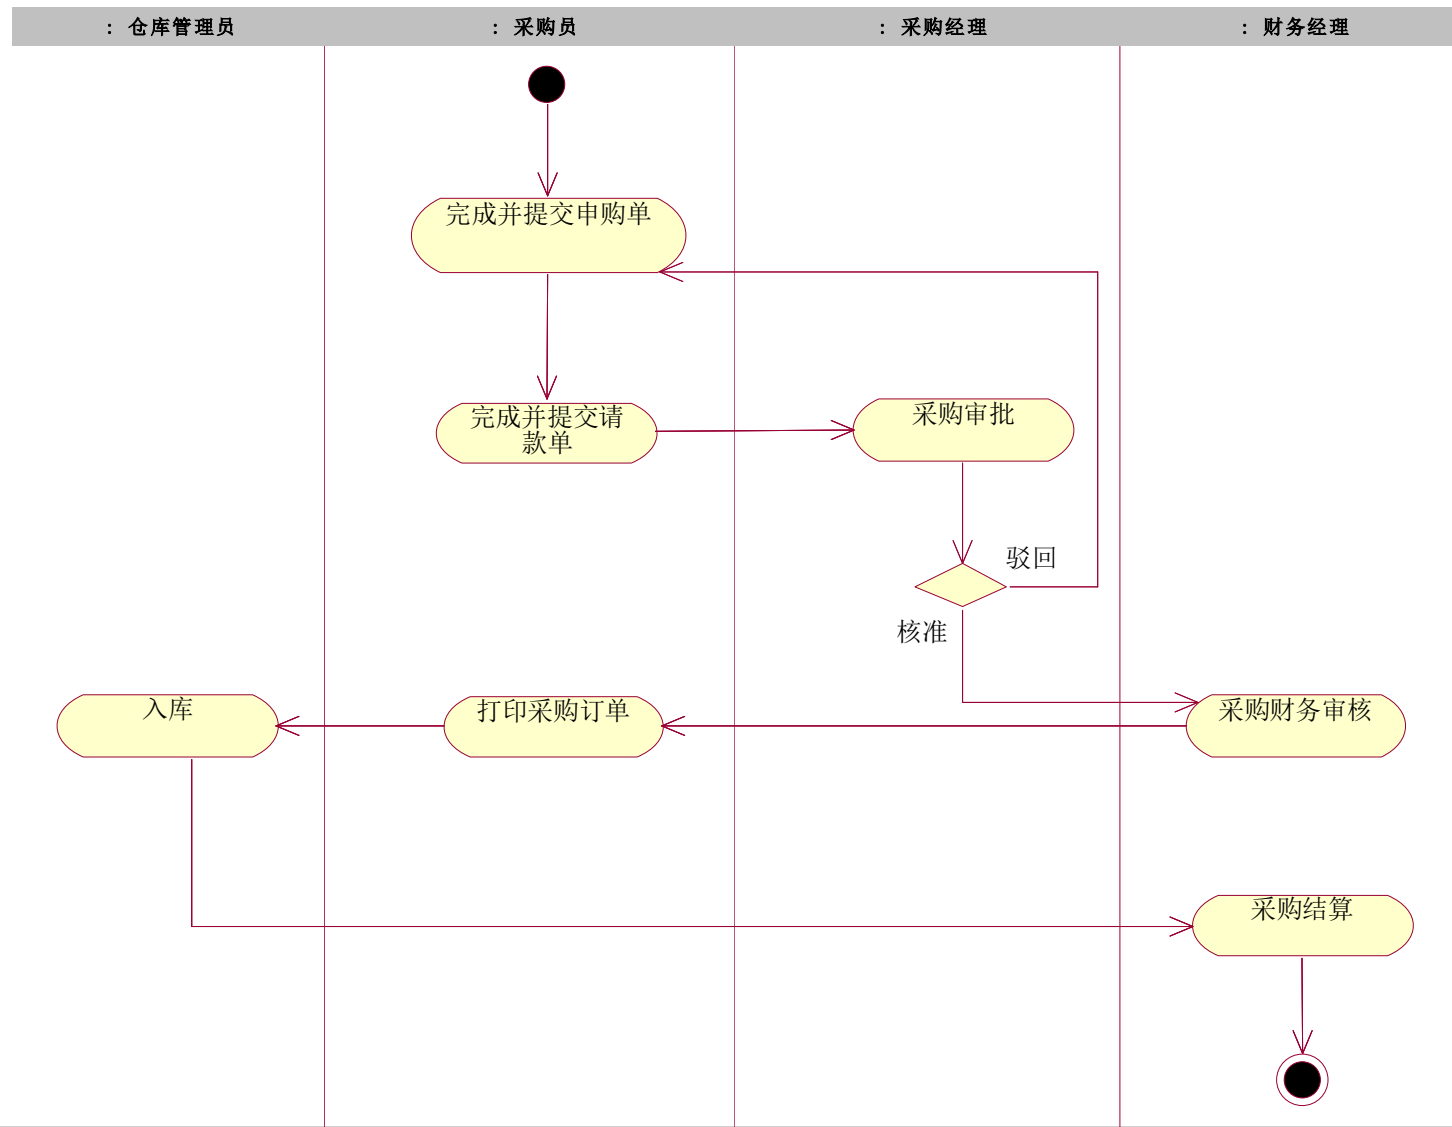 : 仓库管理员
: 采购员
: 采购经理
: 财务经理
完成并提交申购单
完成并提交请
款单
采购审批
驳回
核准
入库
打印采购订单
采购财务审核
采购结算